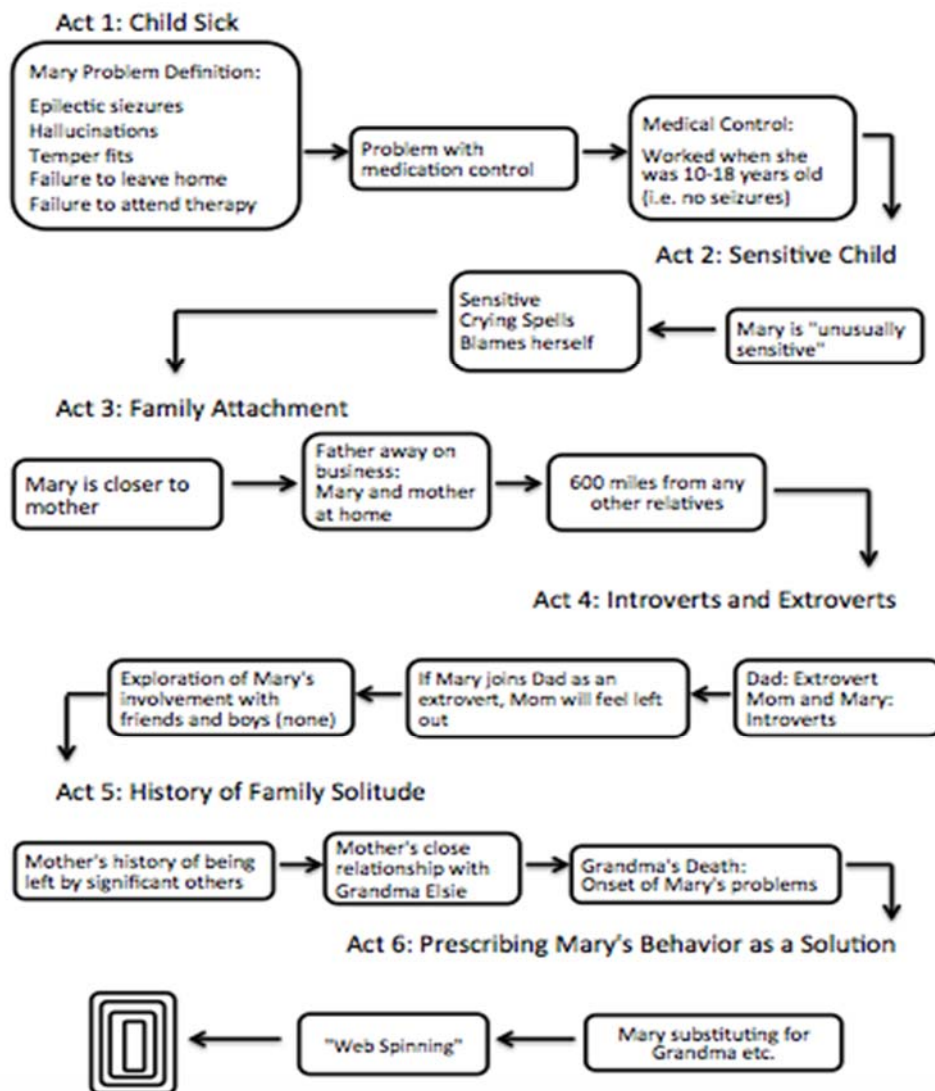 Act 1: Child Sick
Mary Problem Definition:
Epilectic siezures
Hallucinations
Temper fits
Failure to leave home
Failure to attend therapy
Problem with
medication control
Medical Control:
Worked when she
was 10-18 years old
(i.e. no seizures)
Act 2: Sensitive Child
Mary is "unusually
sensitive"
Sensitive
Crying Spells
Blames herself
Act 3: Family Attachment
Mary is closer to
mother
Father away on
business:
Mary and mother
at home
600 miles from any
other relatives
Act 4: Introverts and Extroverts
Dad: Extrovert
Mom and Mary:
Introverts
If Mary joins Dad as an
extrovert, Mom will feel left
out
Exploration of Mary's
involvement with
friends and boys (none)
Act 5: History of Family Solitude
Mother's history of being
left by significant others
Mother's close
relationship with
Grandma Elsie
Grandma's Death:
Onset of Mary's problems
Act 6: Prescribing Mary's Behavior as a Solution
Mary substituting for
Grandma etc.
"Web Spinning"